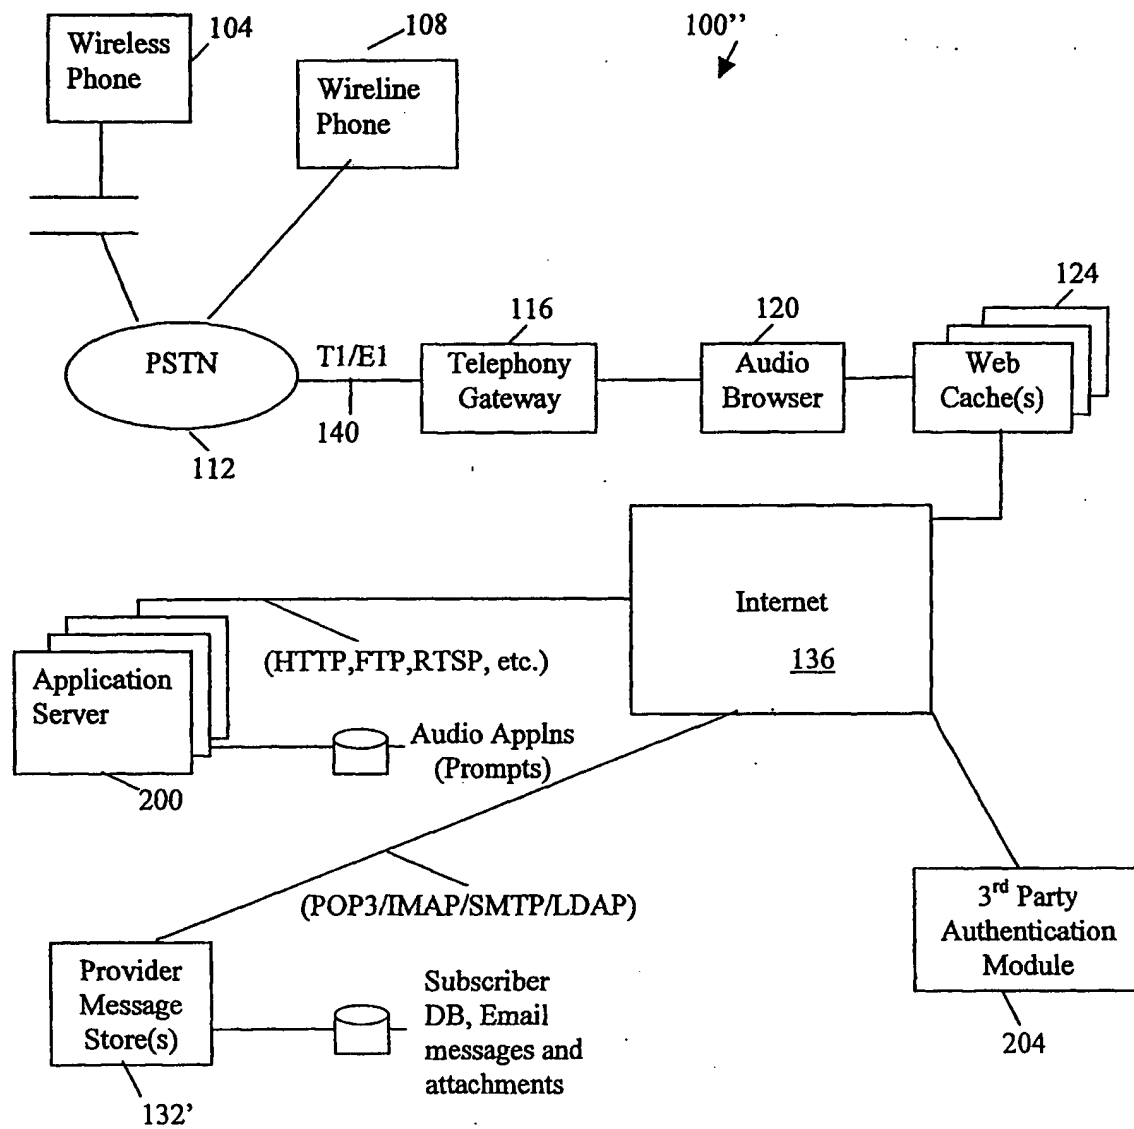 Wireless
Phone
104
108
Wireline
Phone
100’’
PSTN
112
T1/E1
140
116
Telephony
Gateway
120
Audio
Browser
124
Web
Cache(s)
Internet
136
(HTTP,FTP,RTSP, etc.)
Application
Server
200
Audio Applns
(Prompts)
(POP3/IMAP/SMTP/LDAP)
3rd Party
Authentication
Module
204
Provider
Message
Store(s)
132’
Subscriber
DB, Email
messages and
attachments